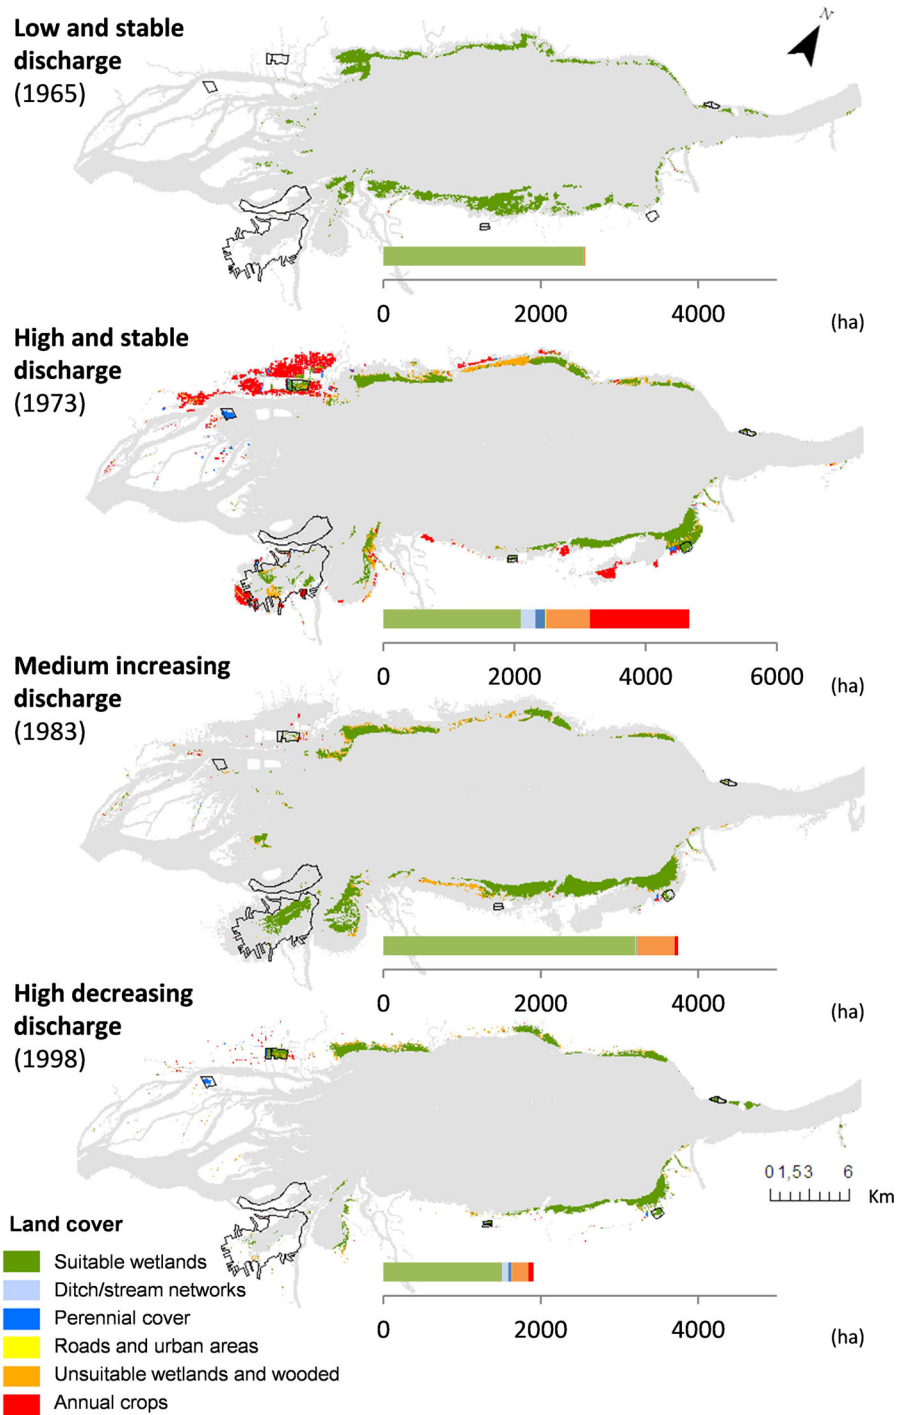 Low and stable
discharge
(1965)
N
0 2000 4000 (ha)
High and stable
discharge
(1973)
0 2000 4000 6000 (ha)
Medium increasing
discharge
(1983)
0 2000 4000 (ha)
High decreasing
discharge
(1998)
0 1,53 6
Km
Land cover
Suitable wetlands
Ditch/stream networks
Perennial cover
Roads and urban areas
Unsuitable wetlands and wooded
Annual crops
0 2000 4000 (ha)